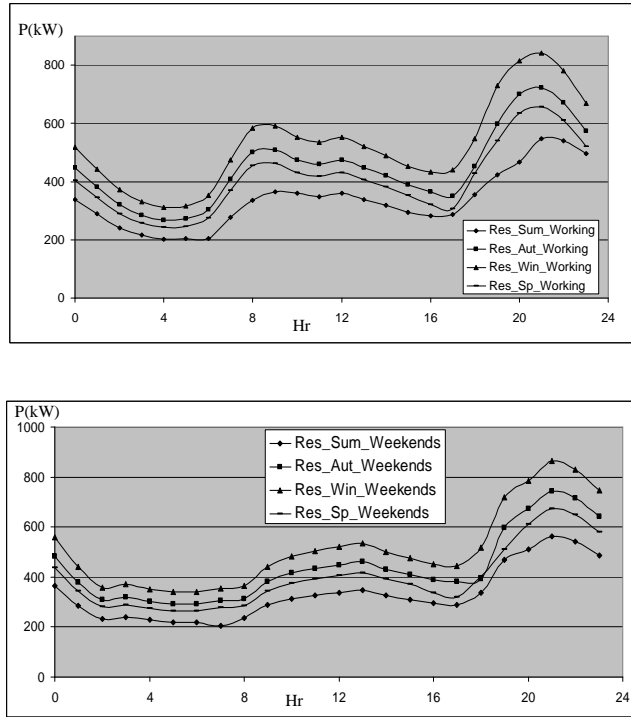 P(kW)
800
600
400
200
0
0 4 8 12 16 20 24
Hr
Res_Sum_Working
Res_Aut_Working
Res_Win_Working
Res_Sp_Working
P(kW)
1000
800
600
400
200
0
0 4 8 12 16 20 24
Hr
Res_Sum_Weekends
Res_Aut_Weekends
Res_Win_Weekends
Res_Sp_Weekends